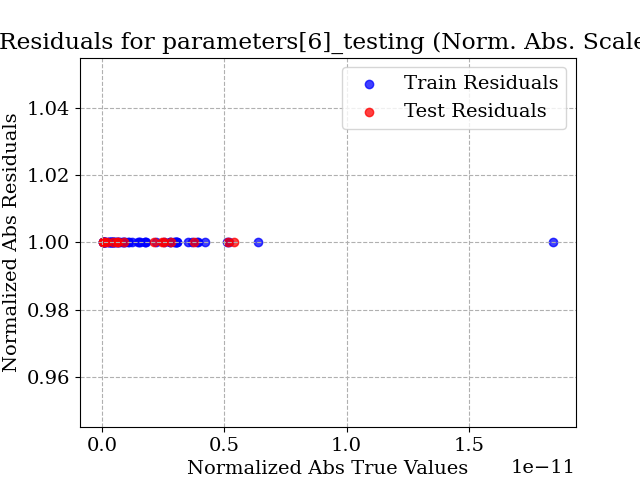 Residuals for parameters[6]_testing (Norm. Abs. Scale
Train Residuals
Test Residuals
Normalized Abs Residuals
1.04
1.02
1.00
0.98
0.96
0.0 0.5 1.0 1.5
1e−11
Normalized Abs True Values